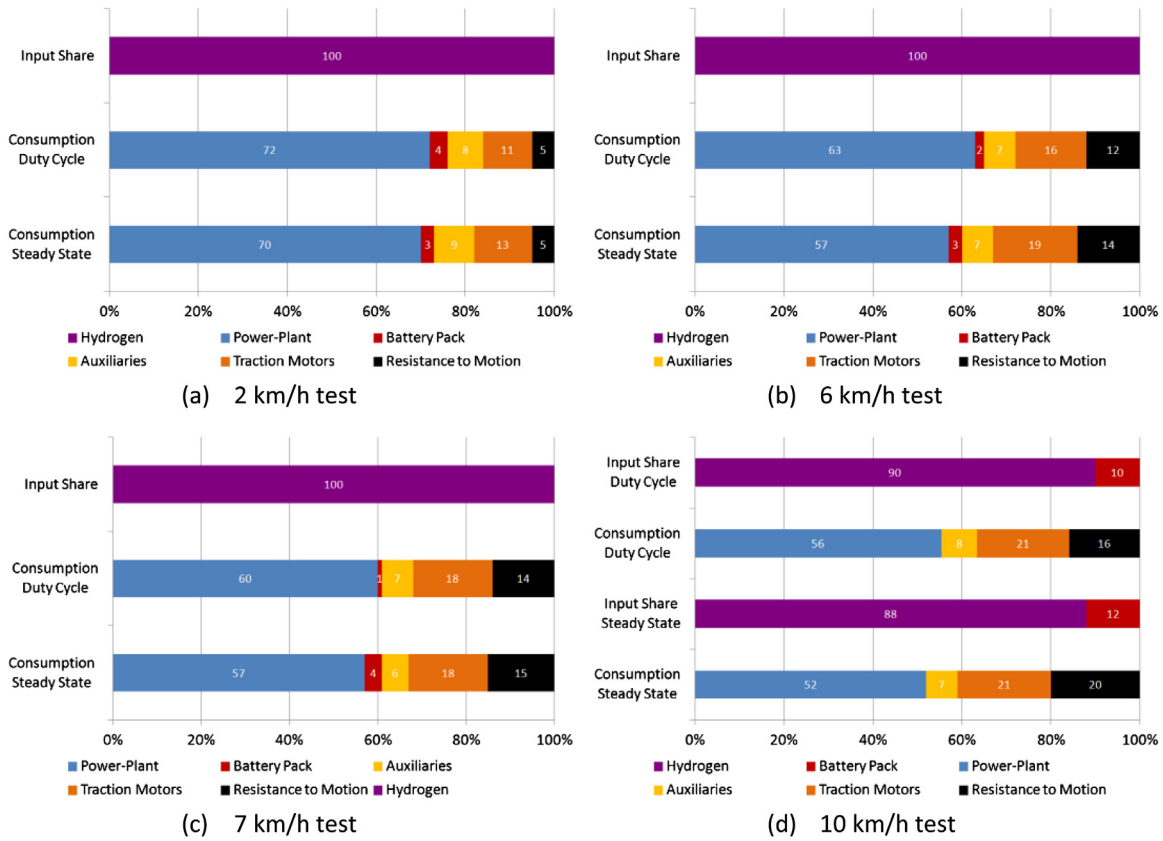 Input Share
100
Consumption
Duty Cycle
72 4 8 11 5
Consumption
Steady State
70 3 9 13 5
0% 20% 40% 60% 80% 100%
Hydrogen Power-Plant Battery Pack
Auxiliaries Traction Motors Resistance to Motion
(a) 2 km/h test
Input Share
100
Consumption
Duty Cycle
63 2 7 16 12
Consumption
Steady State
57 3 7 19 14
0% 20% 40% 60% 80% 100%
Hydrogen Power-Plant Battery Pack
Auxiliaries Traction Motors Resistance to Motion
(b) 6 km/h test
Input Share
100
Consumption
Duty Cycle
60 1 7 18 14
Consumption
Steady State
57 4 6 18 15
0% 20% 40% 60% 80% 100%
Power-Plant Battery Pack Auxiliaries
Traction Motors Resistance to Motion Hydrogen
(c) 7 km/h test
Input Share
Duty Cycle
90 10
Consumption
Duty Cycle
56 8 21 16
Input Share
Steady State
88 12
Consumption
Steady State
52 7 21 20
0% 20% 40% 60% 80% 100%
Hydrogen Battery Pack Power-Plant
Auxiliaries Traction Motors Resistance to Motion
(d) 10 km/h test